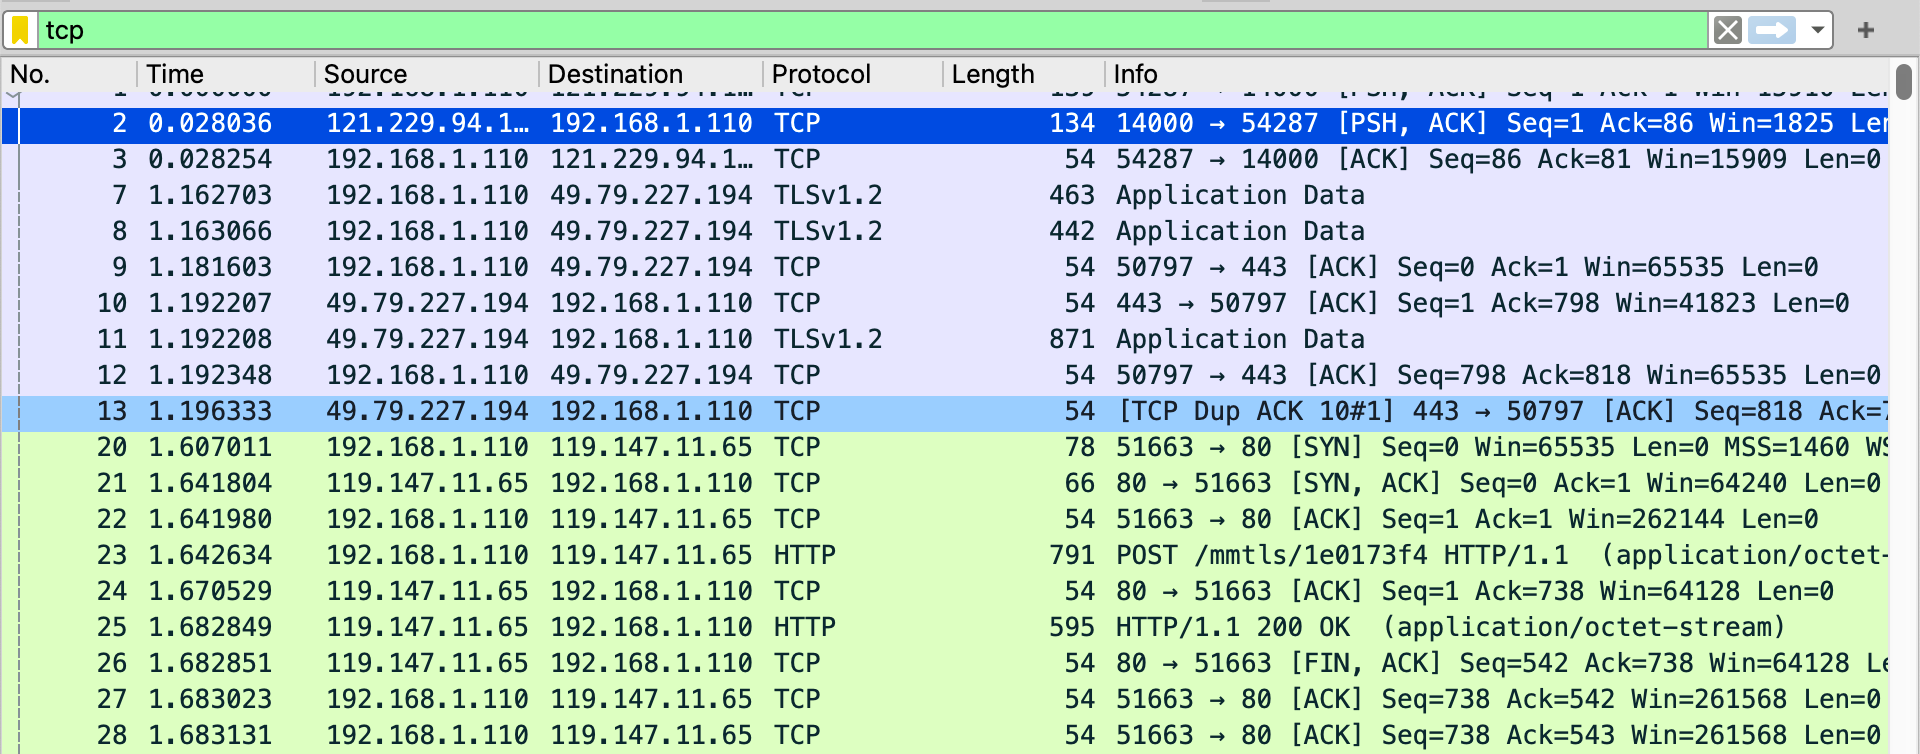 tcp
No. Time Source Destination Protocol Length Info
2 0.028036 121.229.94.1… 192.168.1.110 TCP 134 14000 → 54287 [PSH, ACK] Seq=1 Ack=86 Win=1825
3 0.028254 192.168.1.110 121.229.94.1… TCP 54 54287 → 14000 [ACK] Seq=86 Ack=81 Win=15909 Len=0
7 1.162703 192.168.1.110 49.79.227.194 TLSv1.2 463 Application Data
8 1.163066 192.168.1.110 49.79.227.194 TLSv1.2 442 Application Data
9 1.181603 192.168.1.110 49.79.227.194 TCP 54 50797 → 443 [ACK] Seq=0 Ack=1 Win=65535 Len=0
10 1.192207 49.79.227.194 192.168.1.110 TCP 54 443 → 50797 [ACK] Seq=1 Ack=798 Win=41823 Len=0
11 1.192208 49.79.227.194 192.168.1.110 TLSv1.2 871 Application Data
12 1.192348 192.168.1.110 49.79.227.194 TCP 54 50797 → 443 [ACK] Seq=798 Ack=818 Win=65535 Len=0
13 1.196333 49.79.227.194 192.168.1.110 TCP 54 [TCP Dup ACK 10#1] 443 → 50797 [ACK] Seq=818
20 1.607011 192.168.1.110 119.147.11.65 TCP 78 51663 → 80 [SYN] Seq=0 Win=65535 Len=0 MSS=1460
21 1.641804 119.147.11.65 192.168.1.110 TCP 66 80 → 51663 [SYN, ACK] Seq=0 Ack=1 Win=64240 Len=0
22 1.641980 192.168.1.110 119.147.11.65 TCP 54 51663 → 80 [ACK] Seq=1 Ack=1 Win=262144 Len=0
23 1.642634 192.168.1.110 119.147.11.65 HTTP 791 POST /mmtls/1e0173f4 HTTP/1.1 (application/octet-
24 1.670529 119.147.11.65 192.168.1.110 TCP 54 80 → 51663 [ACK] Seq=1 Ack=738 Win=64128 Len=0
25 1.682849 119.147.11.65 192.168.1.110 HTTP 595 HTTP/1.1 200 OK (application/octet-stream)
26 1.682851 119.147.11.65 192.168.1.110 TCP 54 80 → 51663 [FIN, ACK] Seq=542 Ack=738 Win=64128
27 1.683023 192.168.1.110 119.147.11.65 TCP 54 51663 → 80 [ACK] Seq=738 Ack=542 Win=261568 Len=0
28 1.683131 192.168.1.110 119.147.11.65 TCP 54 51663 → 80 [ACK] Seq=738 Ack=543 Win=261568 Len=0